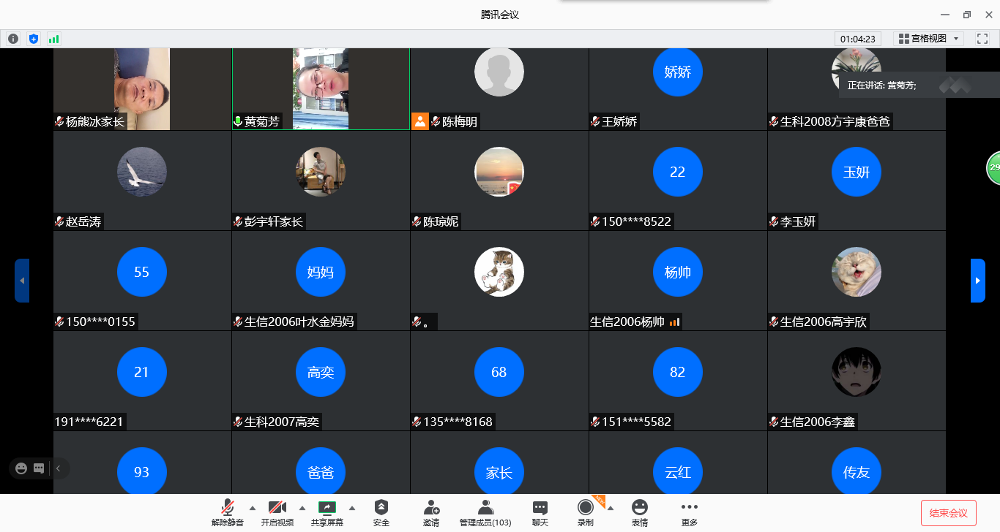 腾讯会议
01:04:23
宫格视图
正在讲话: 黄菊芳;
杨熊冰家长
黄菊芳
陈梅明
娇娇
王娇娇
生科2008方宇康爸爸
赵岳涛
彭宇轩家长
陈琼妮
22
150****8522
玉妍
李玉妍
29
55
150****0155
妈妈
生信2006叶水金妈妈
。
杨帅
生信2006杨帅
生信2006高宇欣
21
191****6221
高奕
生科2007高奕
68
135****8168
82
151****5582
生信2006李鑫
93
爸爸
家长
云红
传友
解除静音
开启视频
共享屏幕
安全
邀请
管理成员(103)
聊天
录制
NEW
表情
更多
结束会议